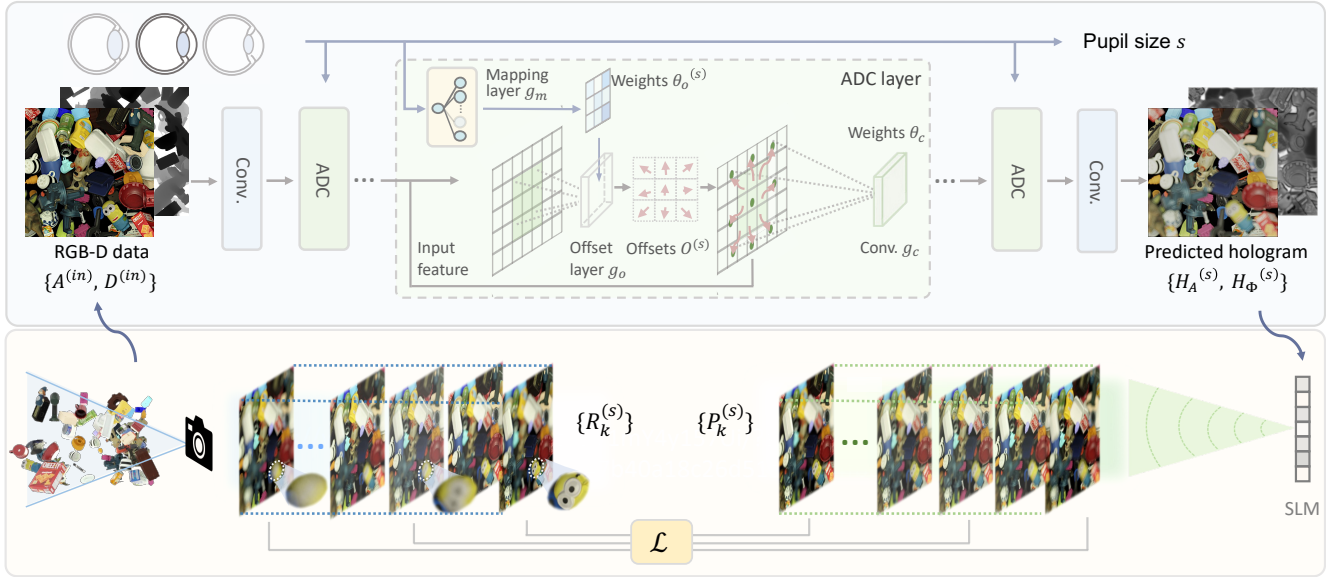 Pupil size s
Mapping
layer g_m
Weights θ_o^(s)
ADC layer
Weights θ_c
Conv.
ADC
...
...
ADC
Conv.
Input
feature
Offset
layer g_o
Offsets O^(s)
Conv. g_c
RGB-D data
{A^(in), D^(in)}
Predicted hologram
{H_A^(s), H_Φ^(s)}
...
{R_k^(s)}
{P_k^(s)}
...
SLM
ℒ